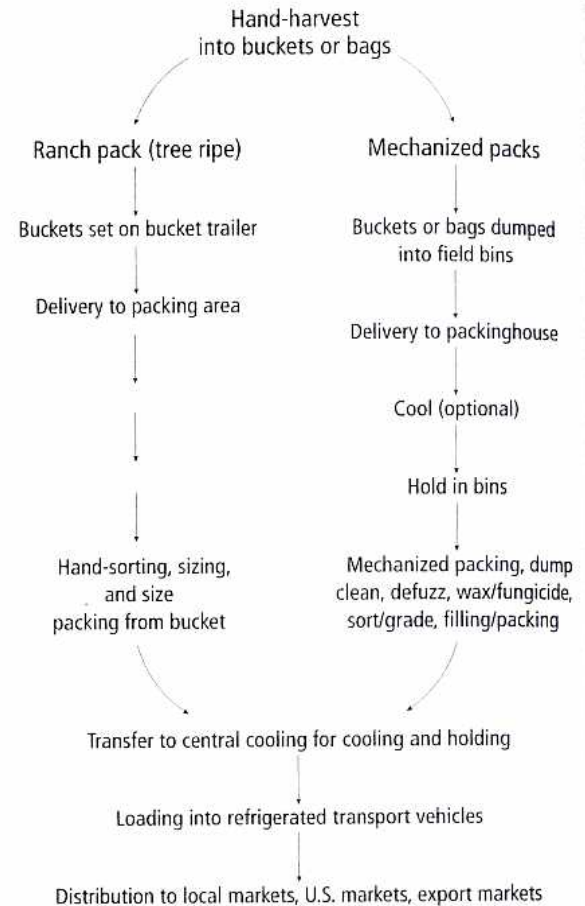 Hand-harvest
into buckets or bags
Ranch pack (tree ripe)
Mechanized packs
Buckets set on bucket trailer
Buckets or bags dumped
into field bins
Delivery to packing area
Delivery to packinghouse
Cool (optional)
Hold in bins
Hand-sorting, sizing,
and size
packing from bucket
Mechanized packing, dump
clean, defuzz, wax/fungicide,
sort/grade, filling/packing
Transfer to central cooling for cooling and holding
Loading into refrigerated transport vehicles
Distribution to local markets, U.S. markets, export markets